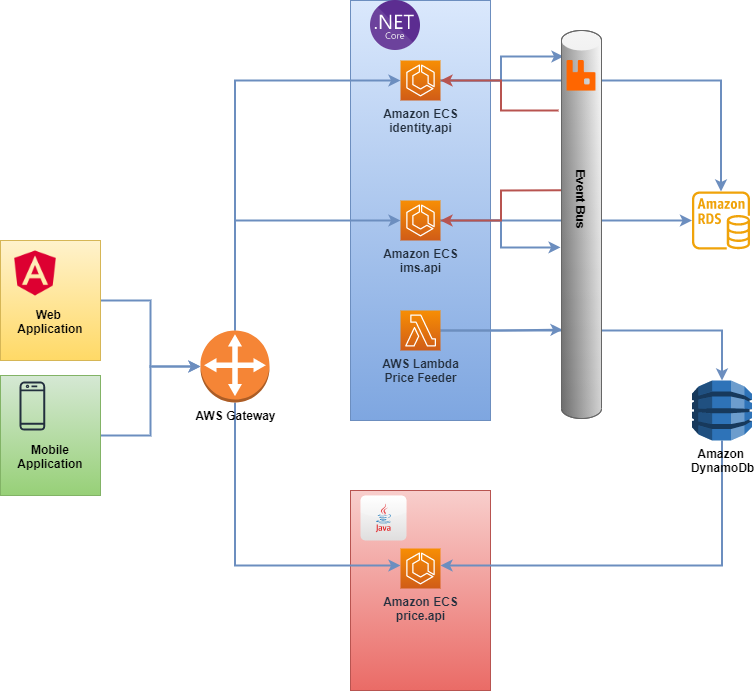 .NET
Core
Amazon ECS
identity.api
Event Bus
Amazon
RDS
Amazon ECS
ims.api
Web
Application
AWS Lambda
Price Feeder
AWS Gateway
Mobile
Application
Amazon
DynamoDb
Java
Amazon ECS
price.api